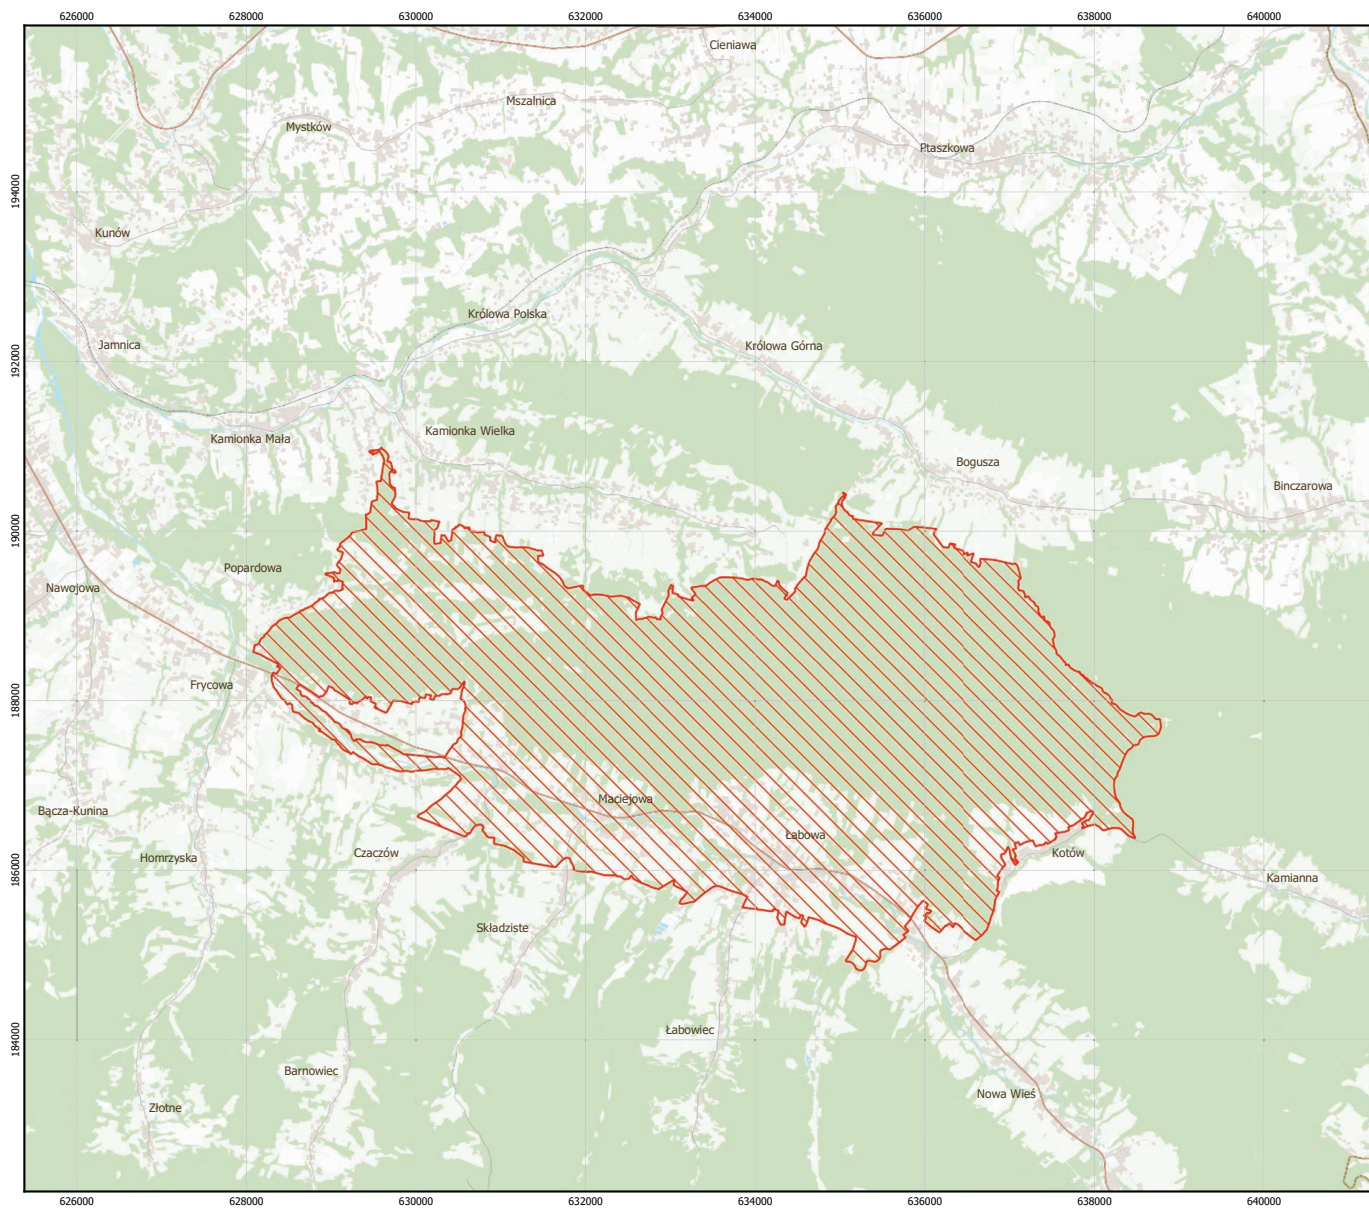 626000 628000 630000 632000 634000 636000 638000 640000
Cieniawa
Mszalnica
Mystków
Ptaszkowa
194000
Kunów
Królowa Polska
Jamnica
Królowa Górna
192000
Kamionka Wielka
Kamionka Mała
Bogusza
Binczarowa
190000
Popardowa
Nawojowa
Frycowa
188000
Maciejowa
Bącza-Kunina
Łabowa
Czaczów
Kotów
Homrzyska
186000
Kamianna
Składziste
Łabowiec
184000
Barnowiec
Nowa Wieś
Złotne
626000 628000 630000 632000 634000 636000 638000 640000